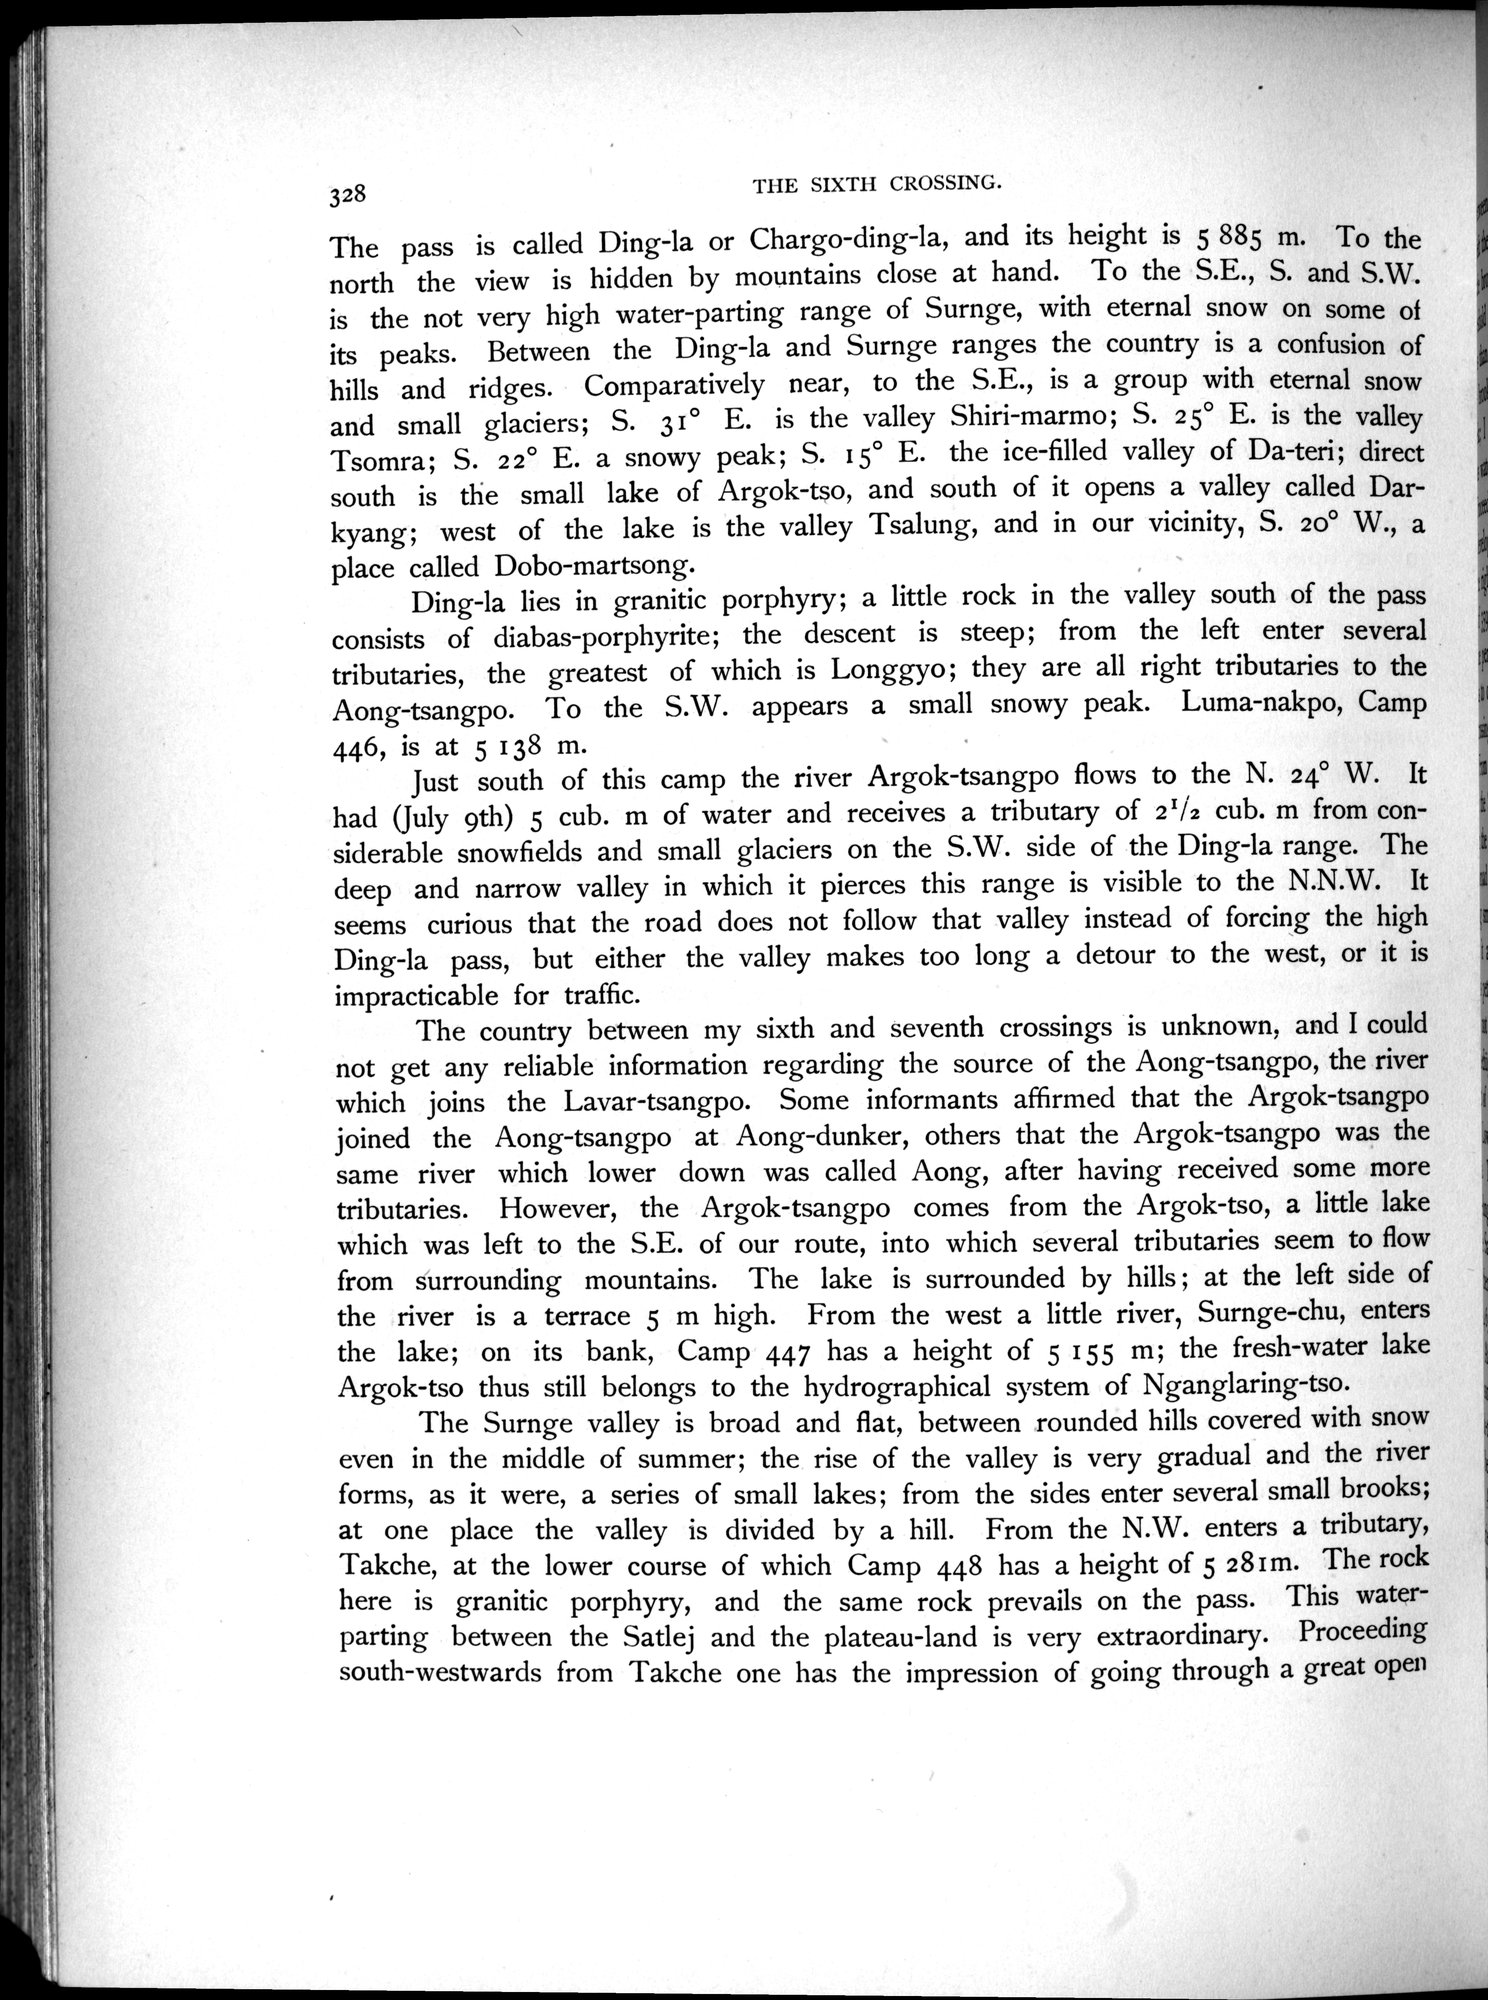 328
THE SIXTH CROSSING.
The pass is called Ding-la or Chargo-ding-la, and its height is 5 885 m. To the
north the view is hidden by mountains close at hand. To the S.E., S. and S.W.
is the not very high water-parting range of Surnge, with eternal snow on some of
its peaks. Between the Ding-la and Surnge ranges the country is a confusion of
hills and ridges. Comparatively near, to the S.E., is a group with eternal snow
and small glaciers; S. 31° E. is the valley Shiri-marmo; S. 25° E. is the valley
Tsomra; S. 22° E. a snowy peak; S. 15° E. the ice-filled valley of Da-teri; direct
south is the small lake of Argok-tso, and south of it opens a valley called Dar-
kyang; west of the lake is the valley Tsalung, and in our vicinity, S. 20° W., a
place called Dobo-martsong.
Ding-la lies in granitic porphyry; a little rock in the valley south of the pass
consists of diabas-porphyrite; the descent is steep; from the left enter several
tributaries, the greatest of which is Longgyo; they are all right tributaries to the
Aong-tsangpo. To the S.W. appears a small snowy peak. Luma-nakpo, Camp
446, is at 5 138 m.
Just south of this camp the river Argok-tsangpo flows to the N. 24° W. It
had (July 9th) 5 cub. m of water and receives a tributary of 2¹/2 cub. m from con-
siderable snowfields and small glaciers on the S.W. side of the Ding-la range. The
deep and narrow valley in which it pierces this range is visible to the N.N.W. It
seems curious that the road does not follow that valley instead of forcing the high
Ding-la pass, but either the valley makes too long a detour to the west, or it is
impracticable for traffic.
The country between my sixth and seventh crossings is unknown, and I could
not get any reliable information regarding the source of the Aong-tsangpo, the river
which joins the Lavar-tsangpo. Some informants affirmed that the Argok-tsangpo
joined the Aong-tsangpo at Aong-dunker, others that the Argok-tsangpo was the
same river which lower down was called Aong, after having received some more
tributaries. However, the Argok-tsangpo comes from the Argok-tso, a little lake
which was left to the S.E. of our route, into which several tributaries seem to flow
from surrounding mountains. The lake is surrounded by hills; at the left side of
the river is a terrace 5 m high. From the west a little river, Surnge-chu, enters
the lake; on its bank, Camp 447 has a height of 5 155 m; the fresh-water lake
Argok-tso thus still belongs to the hydrographical system of Nganglaring-tso.
The Surnge valley is broad and flat, between rounded hills covered with snow
even in the middle of summer; the rise of the valley is very gradual and the river
forms, as it were, a series of small lakes; from the sides enter several small brooks;
at one place the valley is divided by a hill. From the N.W. enters a tributary,
Takche, at the lower course of which Camp 448 has a height of 5 281m. The rock
here is granitic porphyry, and the same rock prevails on the pass. This water-
parting between the Satlej and the plateau-land is very extraordinary. Proceeding
south-westwards from Takche one has the impression of going through a great open